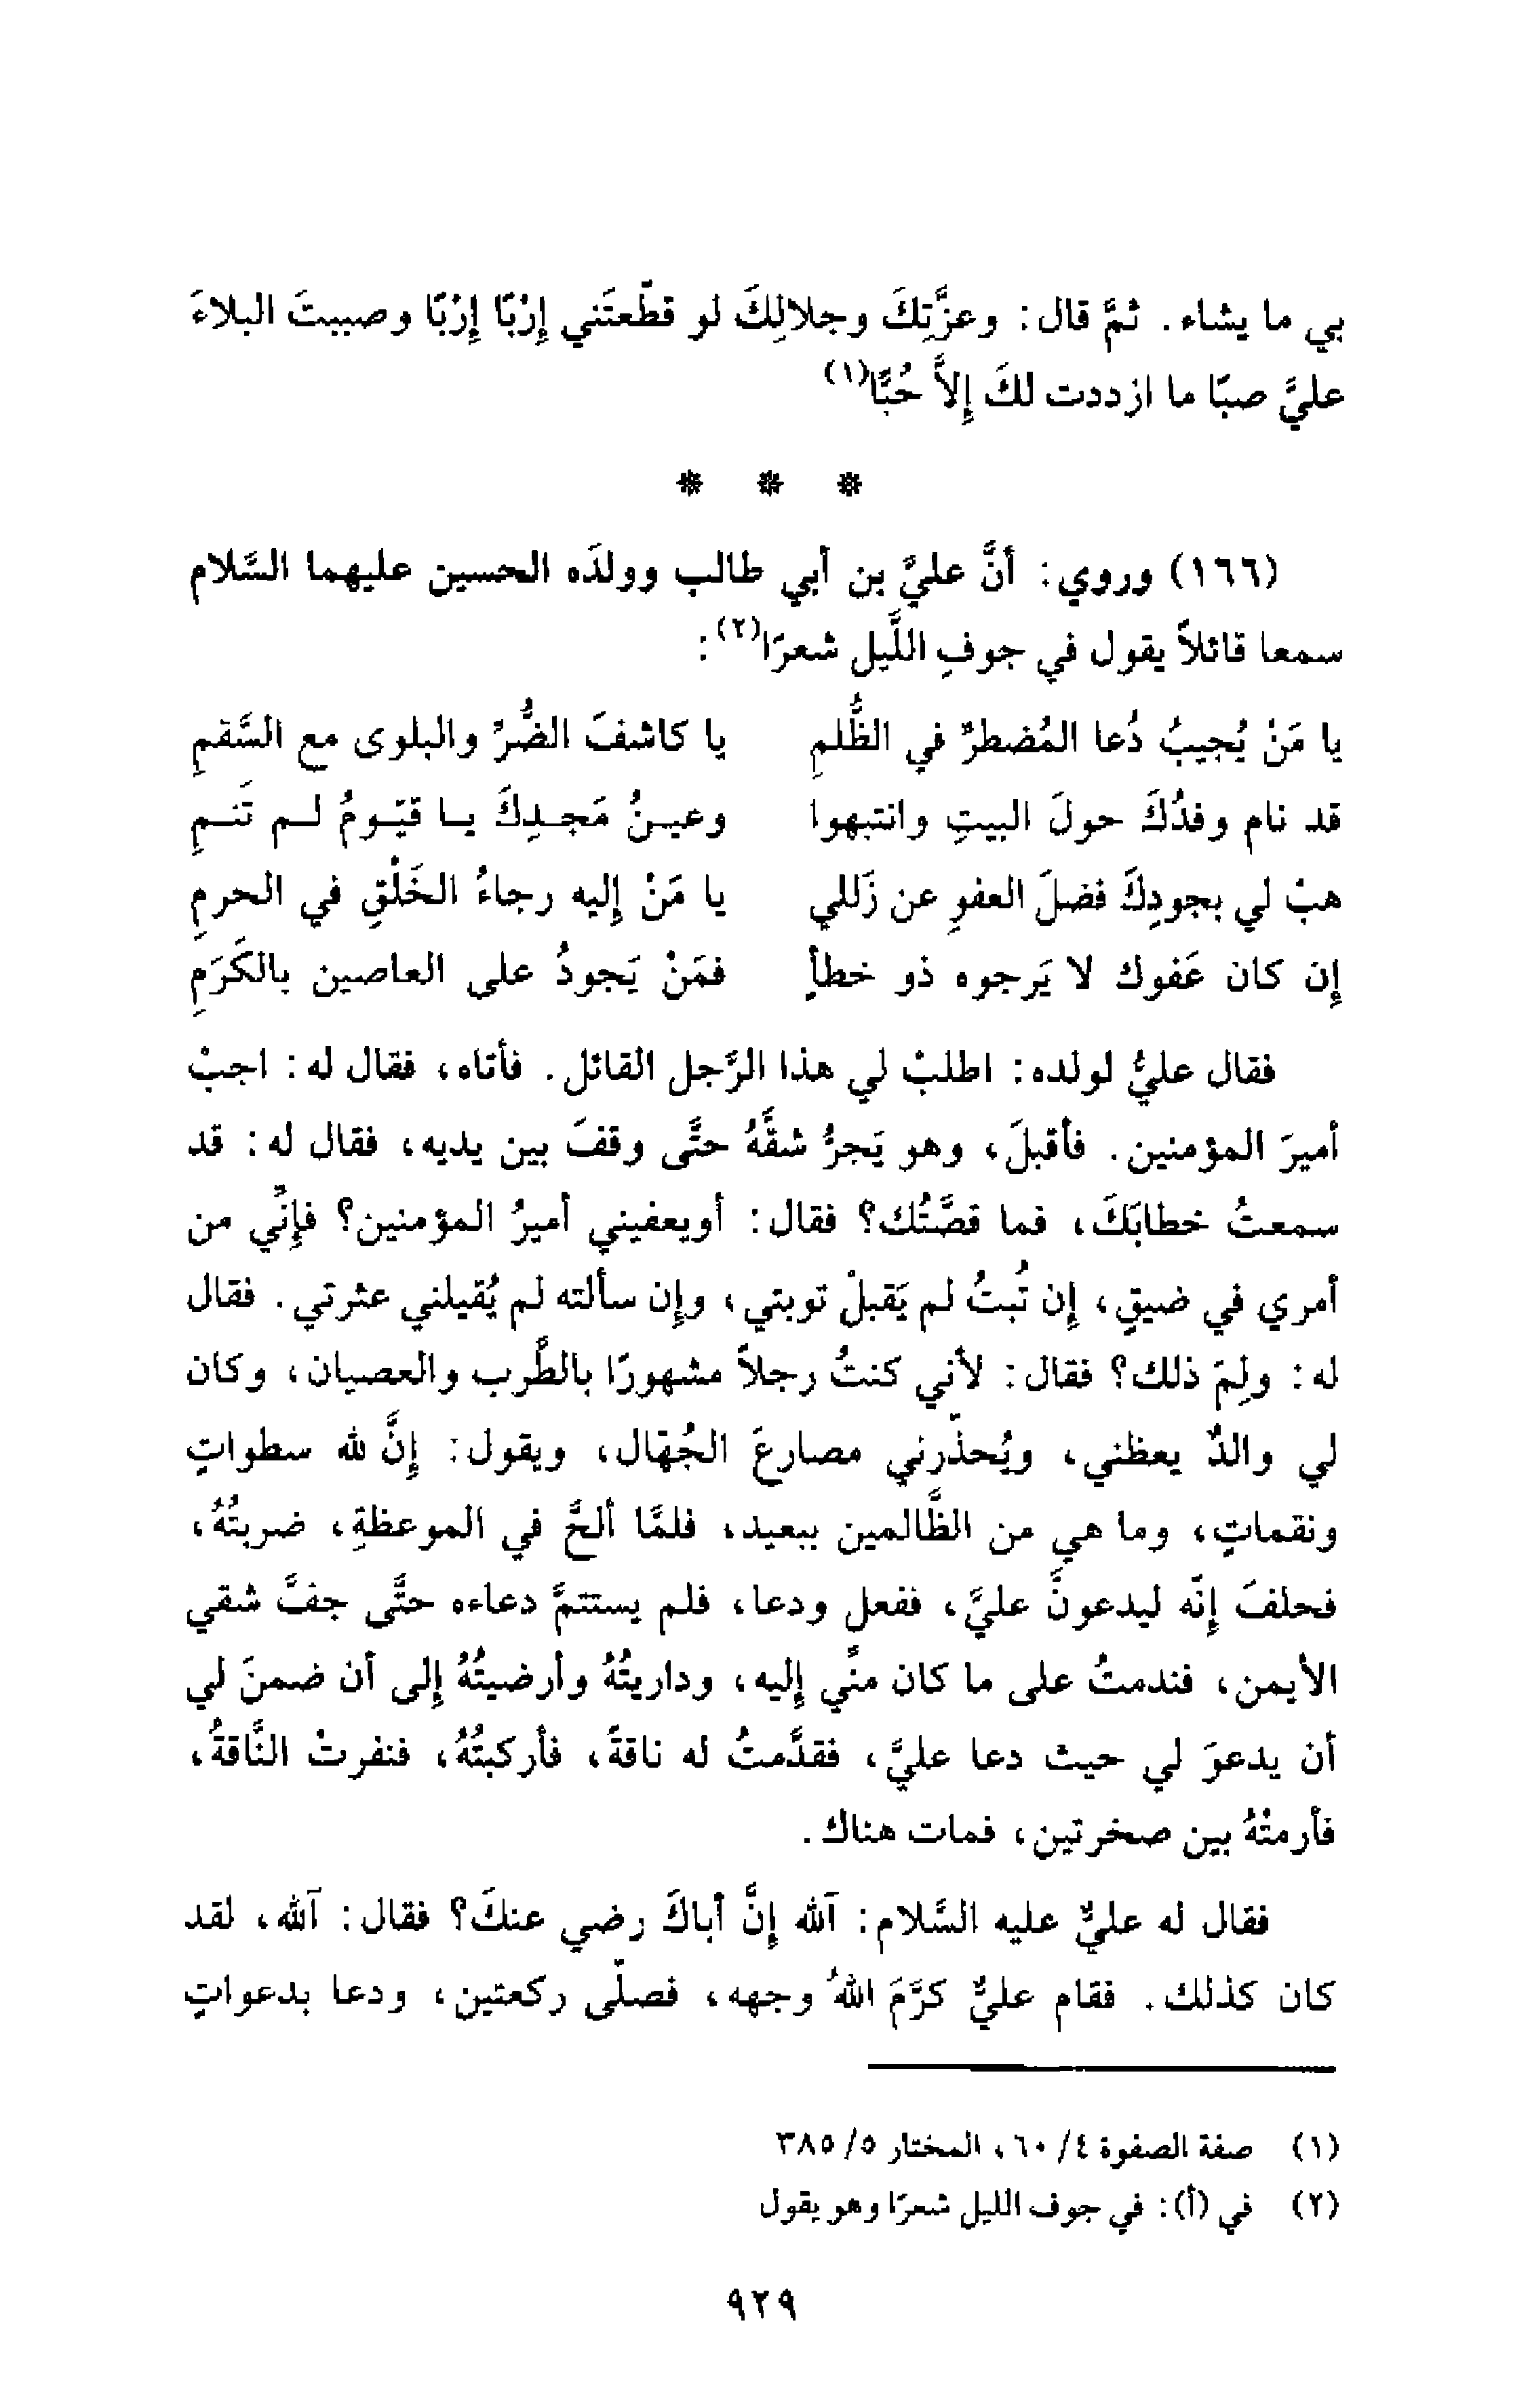 بي ما يشاء. ثمَّ قال: وعزَّتِكَ وجلالِكَ لو قطَّعتَني إرْبًا إرْبًا وصببتَ البلاءَ
عليَّ صبًا ما ازددت لكَ إلاَّ حُبًّا(١)
* * *
(١٦٦) وروي: أنَّ عليَّ بن أبي طالب وولدَه الحسين عليهما السَّلام
سمعا قائلاً يقول في جوفِ اللَّيل شعرًا(٢):
يا مَنْ يُجيبُ دُعا المُضطرِّ في الظُّلمِ يا كاشفَ الضُّرِّ والبلوى مع السَّقمِ
قد نام وفدُكَ حولَ البيتِ وانتبهوا وعينُ مَجدِكَ يا قيّومُ لم تَنمِ
هبْ لي بجودِكَ فضلَ العفوِ عن زَللي يا مَنْ إليه رجاءُ الخَلْقِ في الحرمِ
إن كان عَفوك لا يَرجوه ذو خطأٍ فمَنْ يَجودُ على العاصين بالكَرَمِ
فقال عليٌّ لولده: اطلبْ لي هذا الرَّجل القائل. فأتاه، فقال له: اجبْ
أميرَ المؤمنين. فأقبلَ، وهو يَجرُّ شقَّهُ حتَّى وقفَ بين يديه، فقال له: قد
سمعتُ خطابَكَ، فما قصَّتُك؟ فقال: أويعفيني أميرُ المؤمنين؟ فإنِّي من
أمري في ضيقٍ، إن تُبتُ لم يَقبلْ توبتي، وإن سألته لم يُقيلني عثرتي. فقال
له: ولِمَ ذلك؟ فقال: لأني كنتُ رجلاً مشهورًا بالطَّرب والعصيان، وكان
لي والدٌ يعظني، ويُحذّرني مصارعَ الجُهّال، ويقول: إنَّ لله سطواتٍ
ونقماتٍ، وما هي من الظَّالمين ببعيد، فلمَّا ألحَّ في الموعظةِ، ضربتُهُ،
فحلفَ إنّه ليدعونَّ عليَّ، ففعل ودعا، فلم يستتمَّ دعاءه حتَّى جفَّ شقي
الأيمن، فندمتُ على ما كان منِّي إليه، وداريتُهُ وأرضيتُهُ إلى أن ضمنَ لي
أن يدعوَ لي حيث دعا عليَّ، فقدَّمتُ له ناقةً، فأركبتُهُ، فنفرتْ النَّاقةُ،
فأرمتْهُ بين صخرتين، فمات هناك.
فقال له عليٌّ عليه السَّلام: آلله إنَّ أباكَ رضي عنكَ؟ فقال: آلله، لقد
كان كذلك. فقام عليٌّ كرَّمَ اللهُ وجهه، فصلّى ركعتين، ودعا بدعواتٍ
(١) صفة الصفوة ٤/ ٦٠، المختار ٥/ ٣٨٥
(٢) في (أ): في جوف الليل شعرًا وهو يقول
٩٢٩